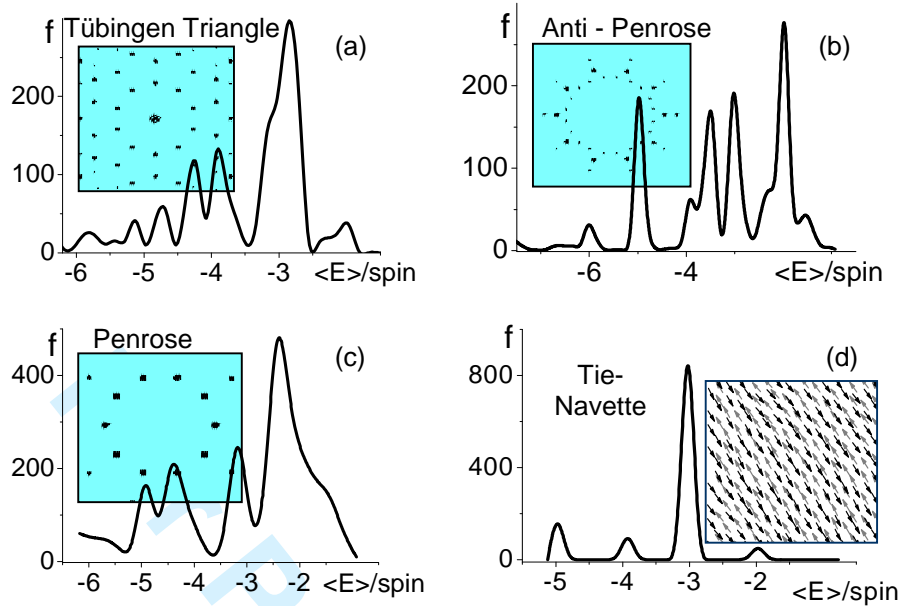 f
Tübingen Triangle
(a)
200
100
0
-6
-5
-4
-3
<E>/spin
f
Anti - Penrose
(b)
200
100
0
-6
-4
<E>/spin
f
Penrose
(c)
400
200
0
-6
-5
-4
-3
-2
<E>/spin
f
(d)
Tie-
Navette
800
400
0
-5
-4
-3
-2
<E>/spin